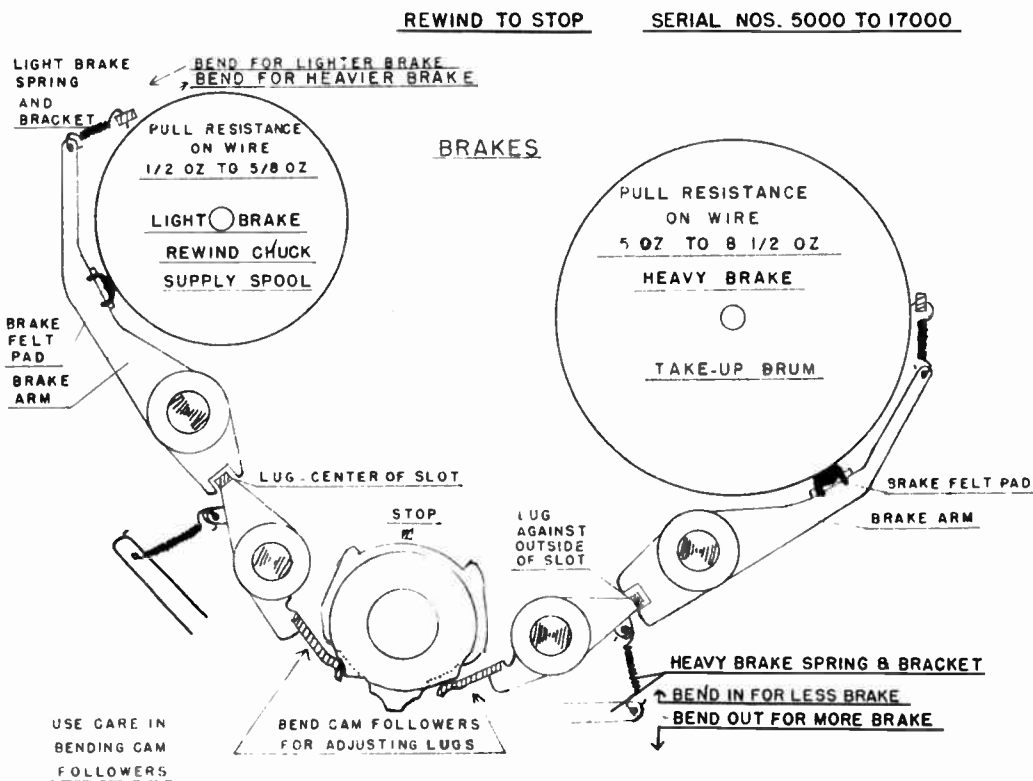 REWIND TO STOP SERIAL NOS. 5000 TO 17000
LIGHT BRAKE
SPRING
AND
BRACKET
BEND FOR LIGHTER BRAKE
BEND FOR HEAVIER BRAKE
PULL RESISTANCE
ON WIRE
1/2 OZ TO 5/8 OZ
LIGHT BRAKE
REWIND CHUCK
SUPPLY SPOOL
BRAKES
PULL RESISTANCE
ON WIRE
5 OZ TO 8 1/2 OZ
HEAVY BRAKE
TAKE-UP DRUM
BRAKE
FELT
PAD
BRAKE
ARM
LUG-CENTER OF SLOT
STOP
LUG
AGAINST
OUTSIDE
OF SLOT
BRAKE FELT PAD
BRAKE ARM
HEAVY BRAKE SPRING & BRACKET
BEND IN FOR LESS BRAKE
BEND OUT FOR MORE BRAKE
USE CARE IN
BENDING CAM
FOLLOWERS
BEND CAM FOLLOWERS
FOR ADJUSTING LUGS